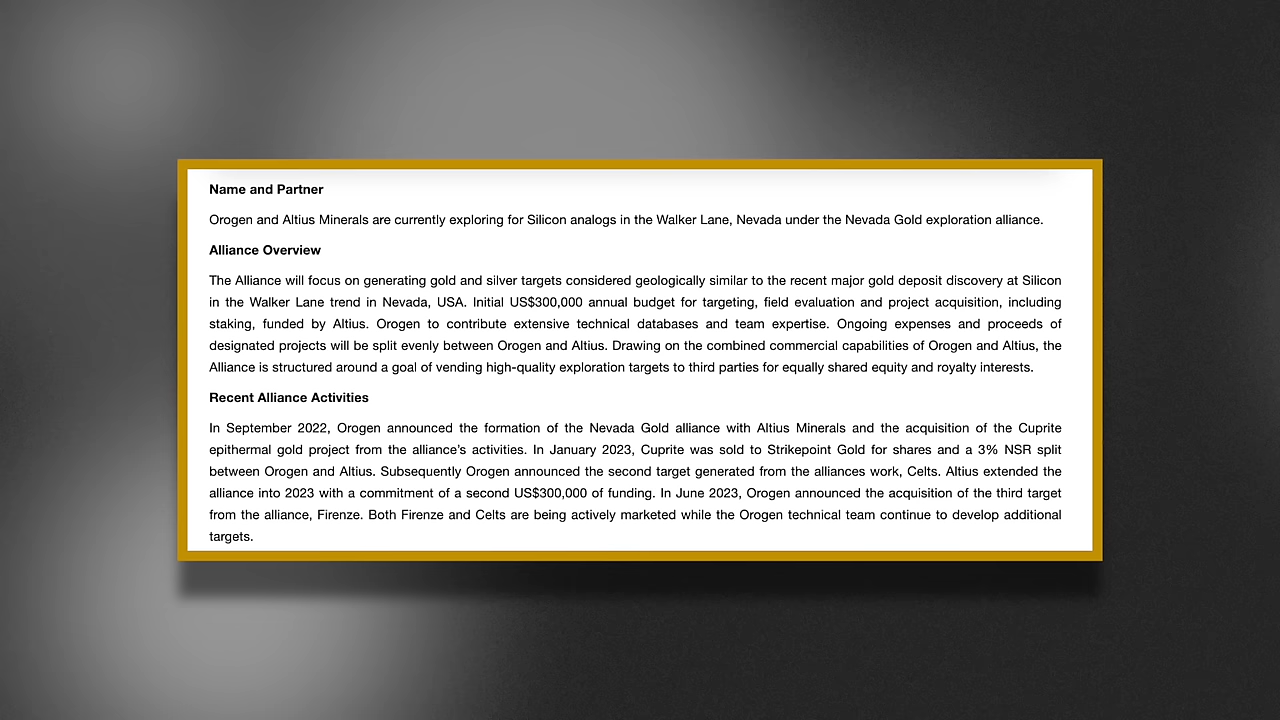 Name and Partner
Orogen and Altius Minerals are currently exploring for Silicon analogs in the Walker Lane, Nevada under the Nevada Gold exploration alliance.
Alliance Overview
The Alliance will focus on generating gold and silver targets considered geologically similar to the recent major gold deposit discovery at Silicon
in the Walker Lane trend in Nevada, USA. Initial US$300,000 annual budget for targeting, field evaluation and project acquisition, including
staking, funded by Altius. Orogen to contribute extensive technical databases and team expertise. Ongoing expenses and proceeds of
designated projects will be split evenly between Orogen and Altius. Drawing on the combined commercial capabilities of Orogen and Altius, the
Alliance is structured around a goal of vending high-quality exploration targets to third parties for equally shared equity and royalty interests.
Recent Alliance Activities
In September 2022, Orogen announced the formation of the Nevada Gold alliance with Altius Minerals and the acquisition of the Cuprite
epithermal gold project from the alliance's activities. In January 2023, Cuprite was sold to Strikepoint Gold for shares and a 3% NSR split
between Orogen and Altius. Subsequently Orogen announced the second target generated from the alliances work, Celts. Altius extended the
alliance into 2023 with a commitment of a second US$300,000 of funding. In June 2023, Orogen announced the acquisition of the third target
from the alliance, Firenze. Both Firenze and Celts are being actively marketed while the Orogen technical team continue to develop additional
targets.